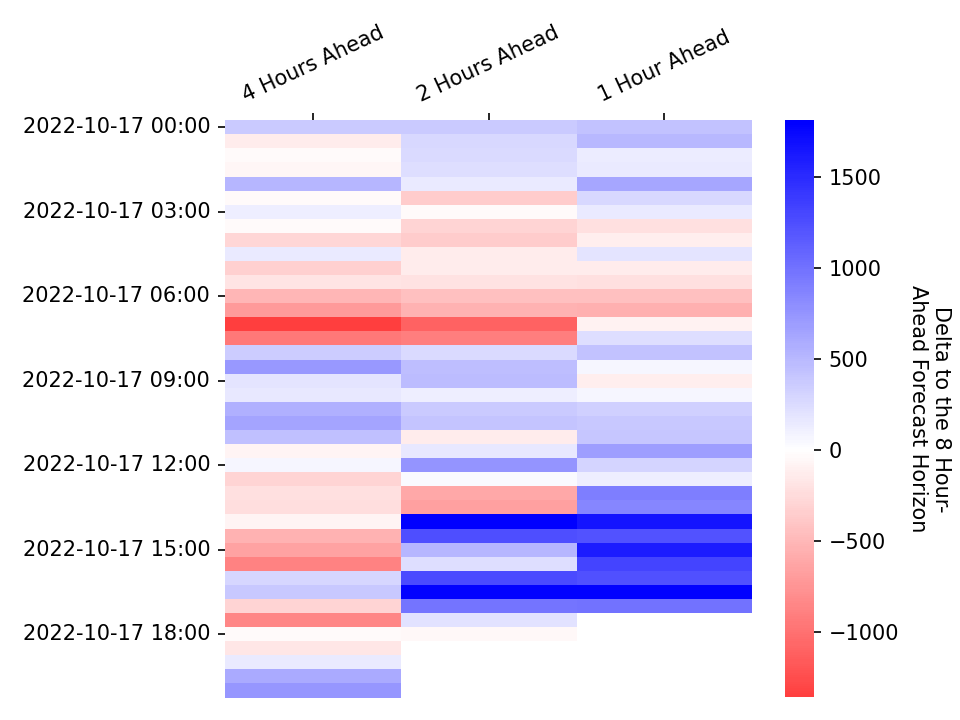 4 Hours Ahead
2 Hours Ahead
1 Hour Ahead
2022-10-17 00:00
2022-10-17 03:00
2022-10-17 06:00
2022-10-17 09:00
2022-10-17 12:00
2022-10-17 15:00
2022-10-17 18:00
1500
1000
500
0
−500
−1000
Delta to the 8 Hour-
Ahead Forecast Horizon